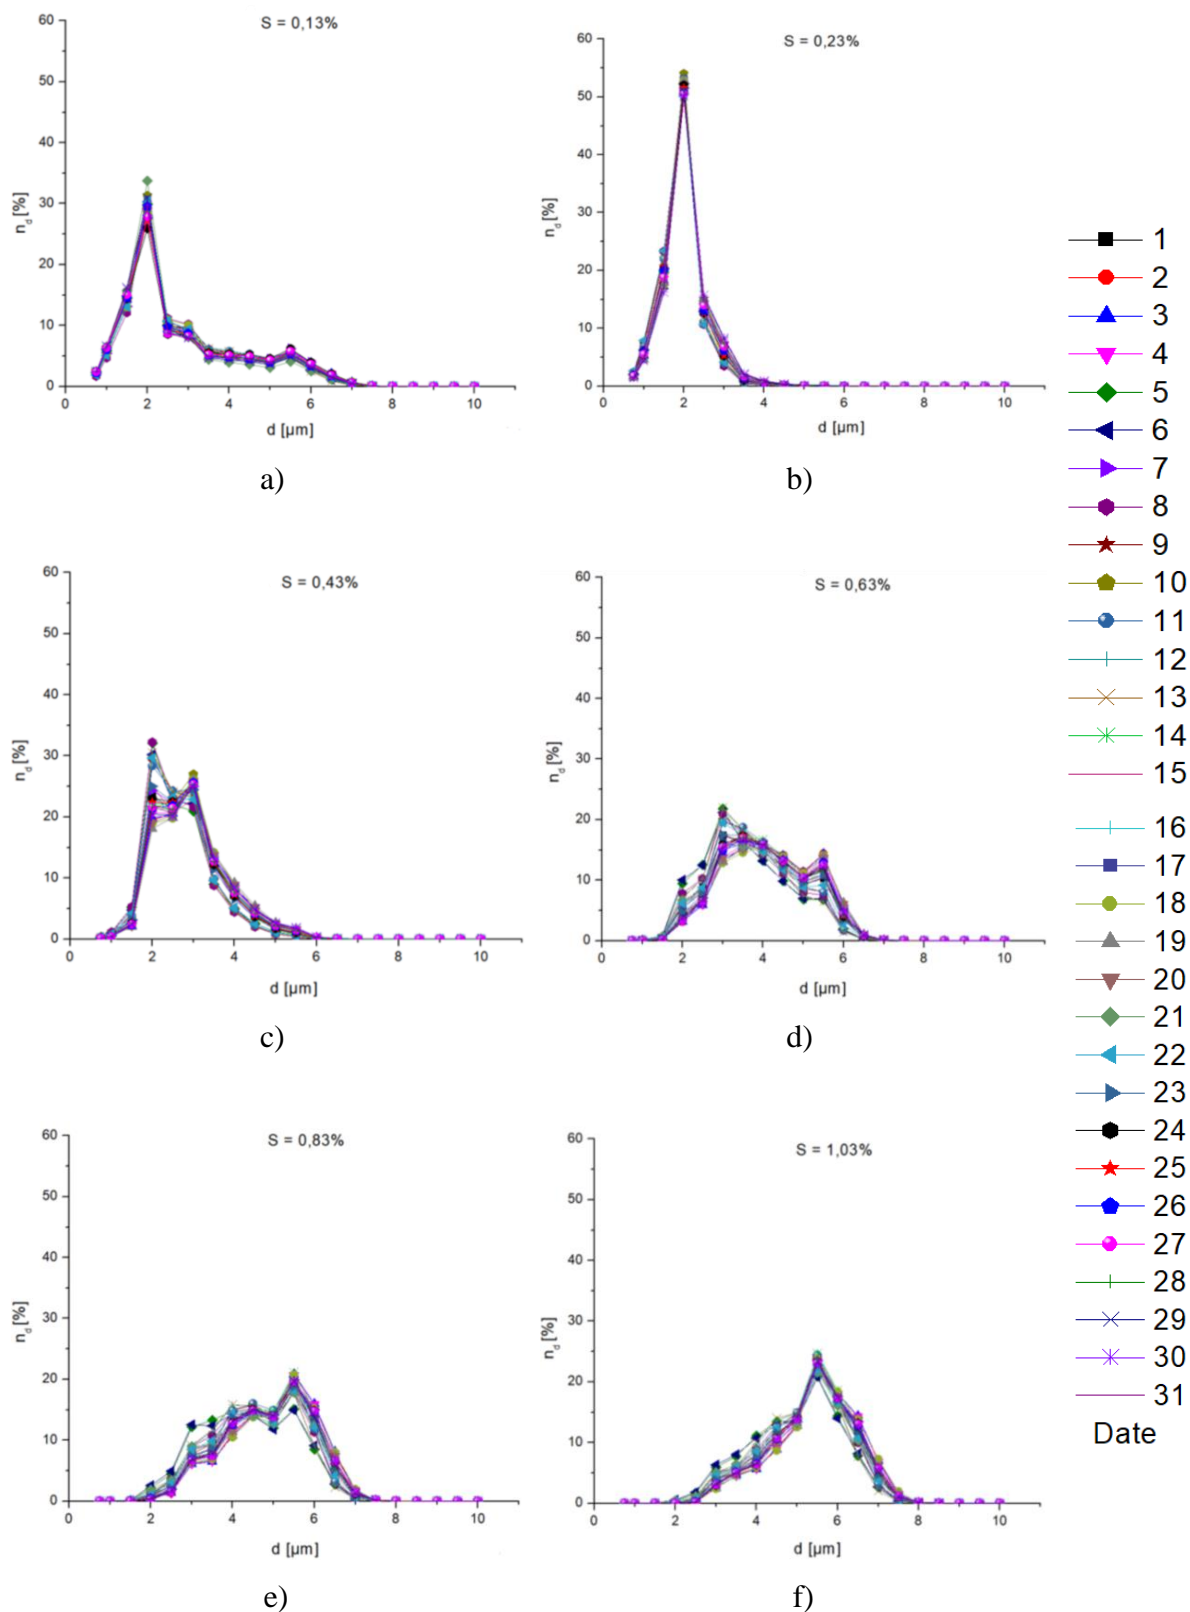 S = 0,13%
60
50
40
30
20
10
0
n_d [%]
0 2 4 6 8 10
d [µm]
a)
S = 0,23%
60
50
40
30
20
10
0
n_d [%]
0 2 4 6 8 10
d [µm]
b)
S = 0,43%
60
50
40
30
20
10
0
n_d [%]
0 2 4 6 8 10
d [µm]
c)
S = 0,63%
60
50
40
30
20
10
0
n_d [%]
0 2 4 6 8 10
d [µm]
d)
S = 0,83%
60
50
40
30
20
10
0
n_d [%]
0 2 4 6 8 10
d [µm]
e)
S = 1,03%
60
50
40
30
20
10
0
n_d [%]
0 2 4 6 8 10
d [µm]
f)
1
2
3
4
5
6
7
8
9
10
11
12
13
14
15
16
17
18
19
20
21
22
23
24
25
26
27
28
29
30
31
Date